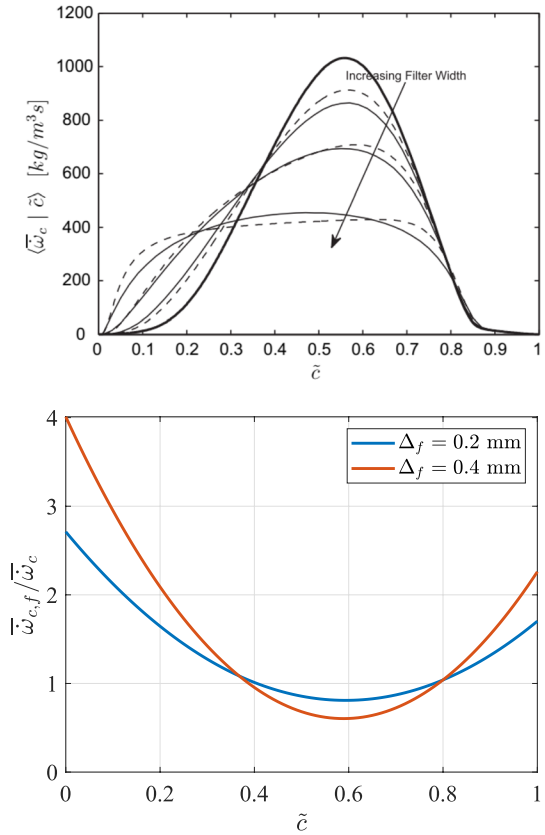 1200
1000
800
600
400
200
0
⟨ω̇̅_c | c̃⟩ [kg/m³s]
Increasing Filter Width
0 0.1 0.2 0.3 0.4 0.5 0.6 0.7 0.8 0.9 1
c̃
4
3
2
1
0
ω̇̅_{c,f}/ω̇̅_c
Δ_f = 0.2 mm
Δ_f = 0.4 mm
0 0.2 0.4 0.6 0.8 1
c̃